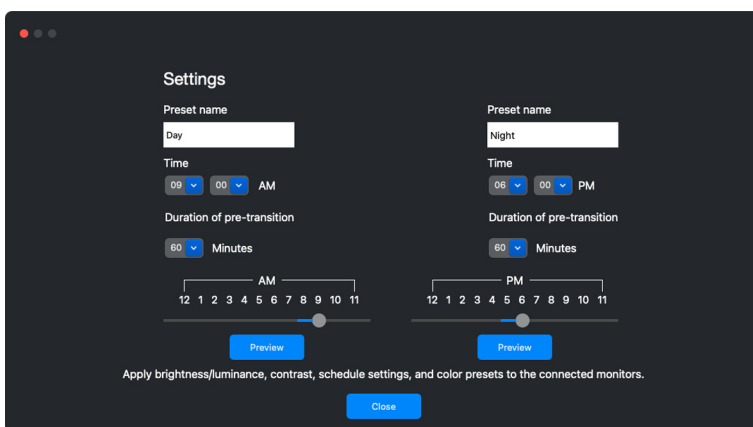 Settings
Preset name
Day
Time
09 00 AM
Duration of pre-transition
60 Minutes
AM
12 1 2 3 4 5 6 7 8 9 10 11
Preview
Preset name
Night
Time
06 00 PM
Duration of pre-transition
60 Minutes
PM
12 1 2 3 4 5 6 7 8 9 10 11
Preview
Apply brightness/luminance, contrast, schedule settings, and color presets to the connected monitors.
Close